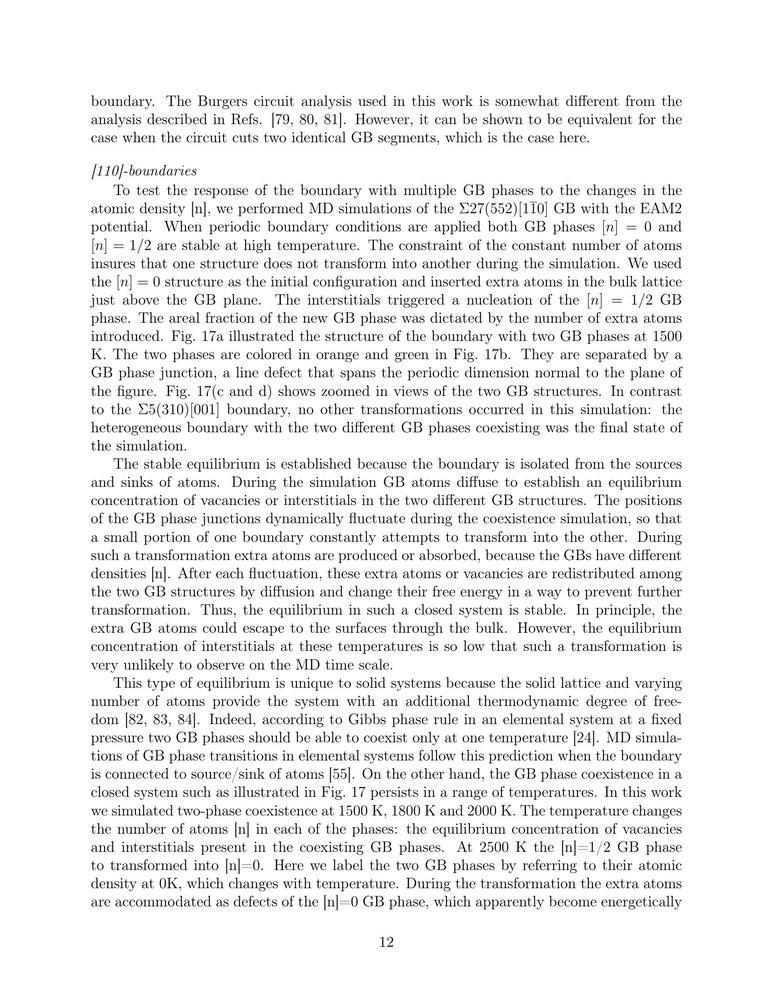 boundary. The Burgers circuit analysis used in this work is somewhat different from the
analysis described in Refs. [79, 80, 81]. However, it can be shown to be equivalent for the
case when the circuit cuts two identical GB segments, which is the case here.
[110]-boundaries
To test the response of the boundary with multiple GB phases to the changes in the
atomic density [n], we performed MD simulations of the Σ27(552)[11̅0] GB with the EAM2
potential. When periodic boundary conditions are applied both GB phases [n] = 0 and
[n] = 1/2 are stable at high temperature. The constraint of the constant number of atoms
insures that one structure does not transform into another during the simulation. We used
the [n] = 0 structure as the initial configuration and inserted extra atoms in the bulk lattice
just above the GB plane. The interstitials triggered a nucleation of the [n] = 1/2 GB
phase. The areal fraction of the new GB phase was dictated by the number of extra atoms
introduced. Fig. 17a illustrated the structure of the boundary with two GB phases at 1500
K. The two phases are colored in orange and green in Fig. 17b. They are separated by a
GB phase junction, a line defect that spans the periodic dimension normal to the plane of
the figure. Fig. 17(c and d) shows zoomed in views of the two GB structures. In contrast
to the Σ5(310)[001] boundary, no other transformations occurred in this simulation: the
heterogeneous boundary with the two different GB phases coexisting was the final state of
the simulation.
The stable equilibrium is established because the boundary is isolated from the sources
and sinks of atoms. During the simulation GB atoms diffuse to establish an equilibrium
concentration of vacancies or interstitials in the two different GB structures. The positions
of the GB phase junctions dynamically fluctuate during the coexistence simulation, so that
a small portion of one boundary constantly attempts to transform into the other. During
such a transformation extra atoms are produced or absorbed, because the GBs have different
densities [n]. After each fluctuation, these extra atoms or vacancies are redistributed among
the two GB structures by diffusion and change their free energy in a way to prevent further
transformation. Thus, the equilibrium in such a closed system is stable. In principle, the
extra GB atoms could escape to the surfaces through the bulk. However, the equilibrium
concentration of interstitials at these temperatures is so low that such a transformation is
very unlikely to observe on the MD time scale.
This type of equilibrium is unique to solid systems because the solid lattice and varying
number of atoms provide the system with an additional thermodynamic degree of free-
dom [82, 83, 84]. Indeed, according to Gibbs phase rule in an elemental system at a fixed
pressure two GB phases should be able to coexist only at one temperature [24]. MD simula-
tions of GB phase transitions in elemental systems follow this prediction when the boundary
is connected to source/sink of atoms [55]. On the other hand, the GB phase coexistence in a
closed system such as illustrated in Fig. 17 persists in a range of temperatures. In this work
we simulated two-phase coexistence at 1500 K, 1800 K and 2000 K. The temperature changes
the number of atoms [n] in each of the phases: the equilibrium concentration of vacancies
and interstitials present in the coexisting GB phases. At 2500 K the [n]=1/2 GB phase
to transformed into [n]=0. Here we label the two GB phases by referring to their atomic
density at 0K, which changes with temperature. During the transformation the extra atoms
are accommodated as defects of the [n]=0 GB phase, which apparently become energetically
12